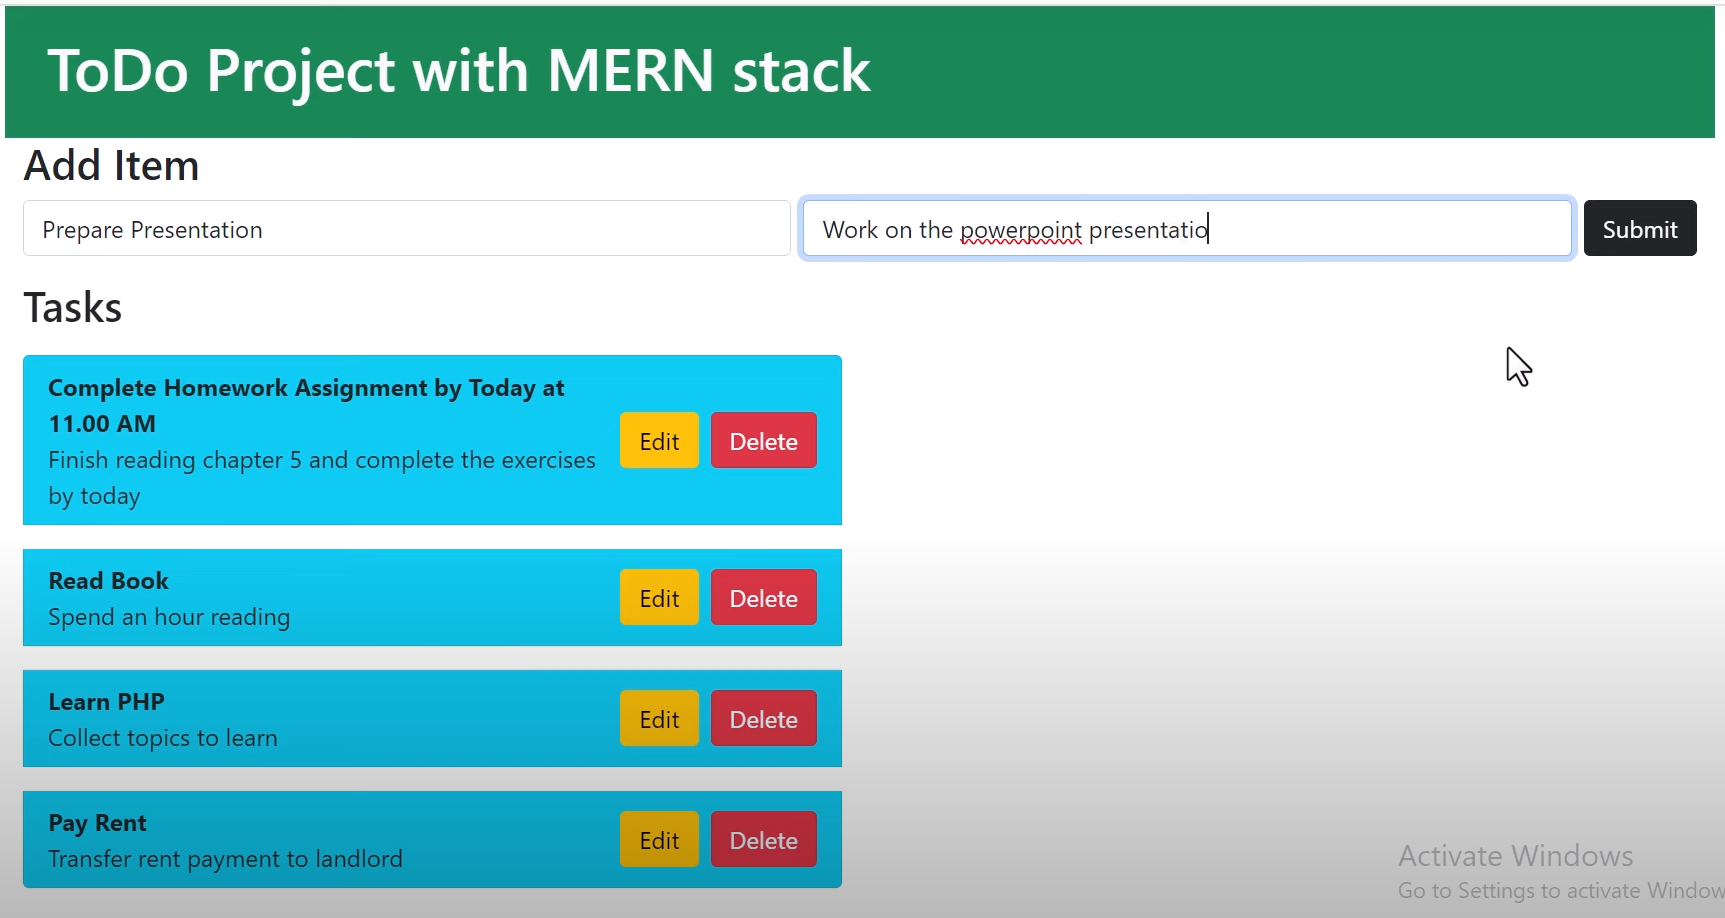 ToDo Project with MERN stack
Add Item
Prepare Presentation
Work on the powerpoint presentatio
Submit
Tasks
Complete Homework Assignment by Today at
11.00 AM
Finish reading chapter 5 and complete the exercises
by today
Edit
Delete
Read Book
Spend an hour reading
Edit
Delete
Learn PHP
Collect topics to learn
Edit
Delete
Pay Rent
Transfer rent payment to landlord
Edit
Delete
Activate Windows
Go to Settings to activate Window